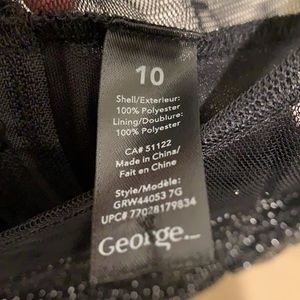 10
Shell/Exterieur:
100% Polyester
Lining/Doublure:
100% Polyester
CA# 51122
Made in China/
Fait en Chine
Style/Modèle:
GRW44053 7G
UPC# 77028179834
George.